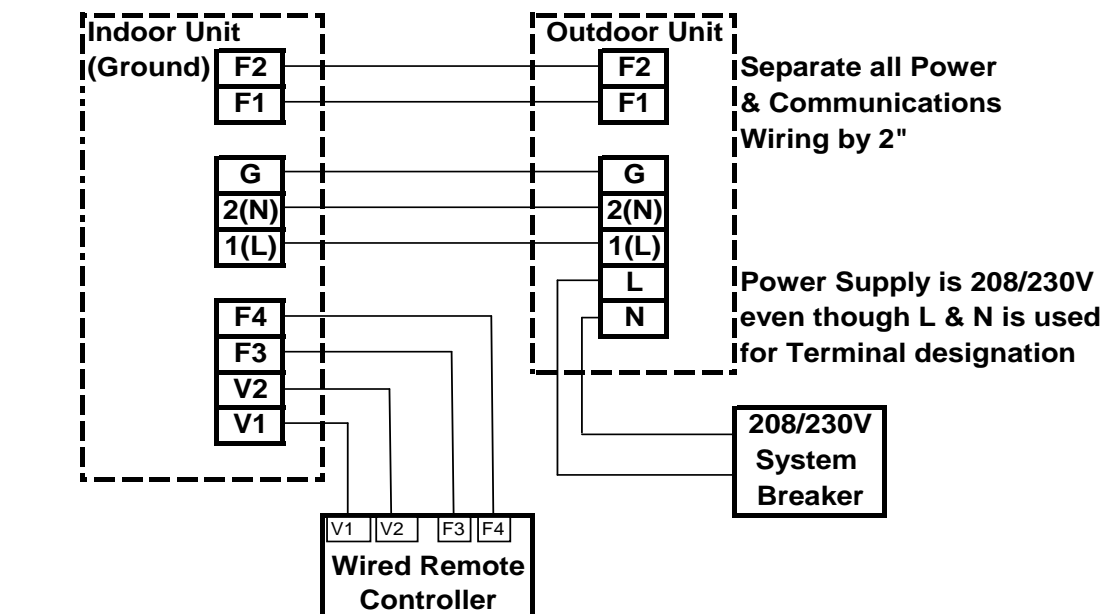 Indoor Unit
(Ground)
F2
F1
G
2(N)
1(L)
F4
F3
V2
V1
Outdoor Unit
F2
F1
G
2(N)
1(L)
L
N
Separate all Power
& Communications
Wiring by 2"
Power Supply is 208/230V
even though L & N is used
for Terminal designation
208/230V
System
Breaker
V1 V2 F3 F4
Wired Remote
Controller